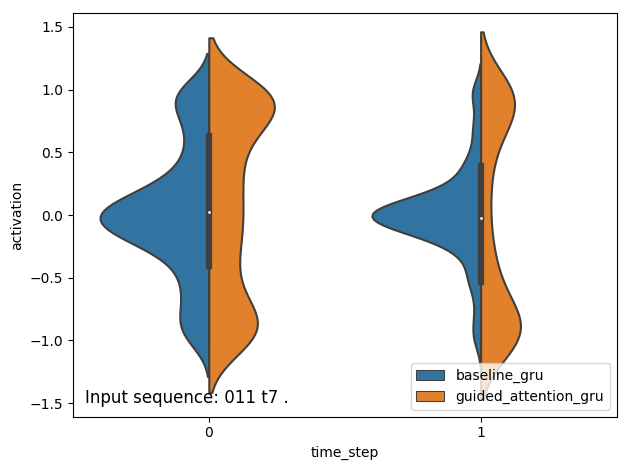 1.5
1.0
0.5
0.0
−0.5
−1.0
−1.5
activation
Input sequence: 011 t7 .
baseline_gru
guided_attention_gru
0
1
time_step